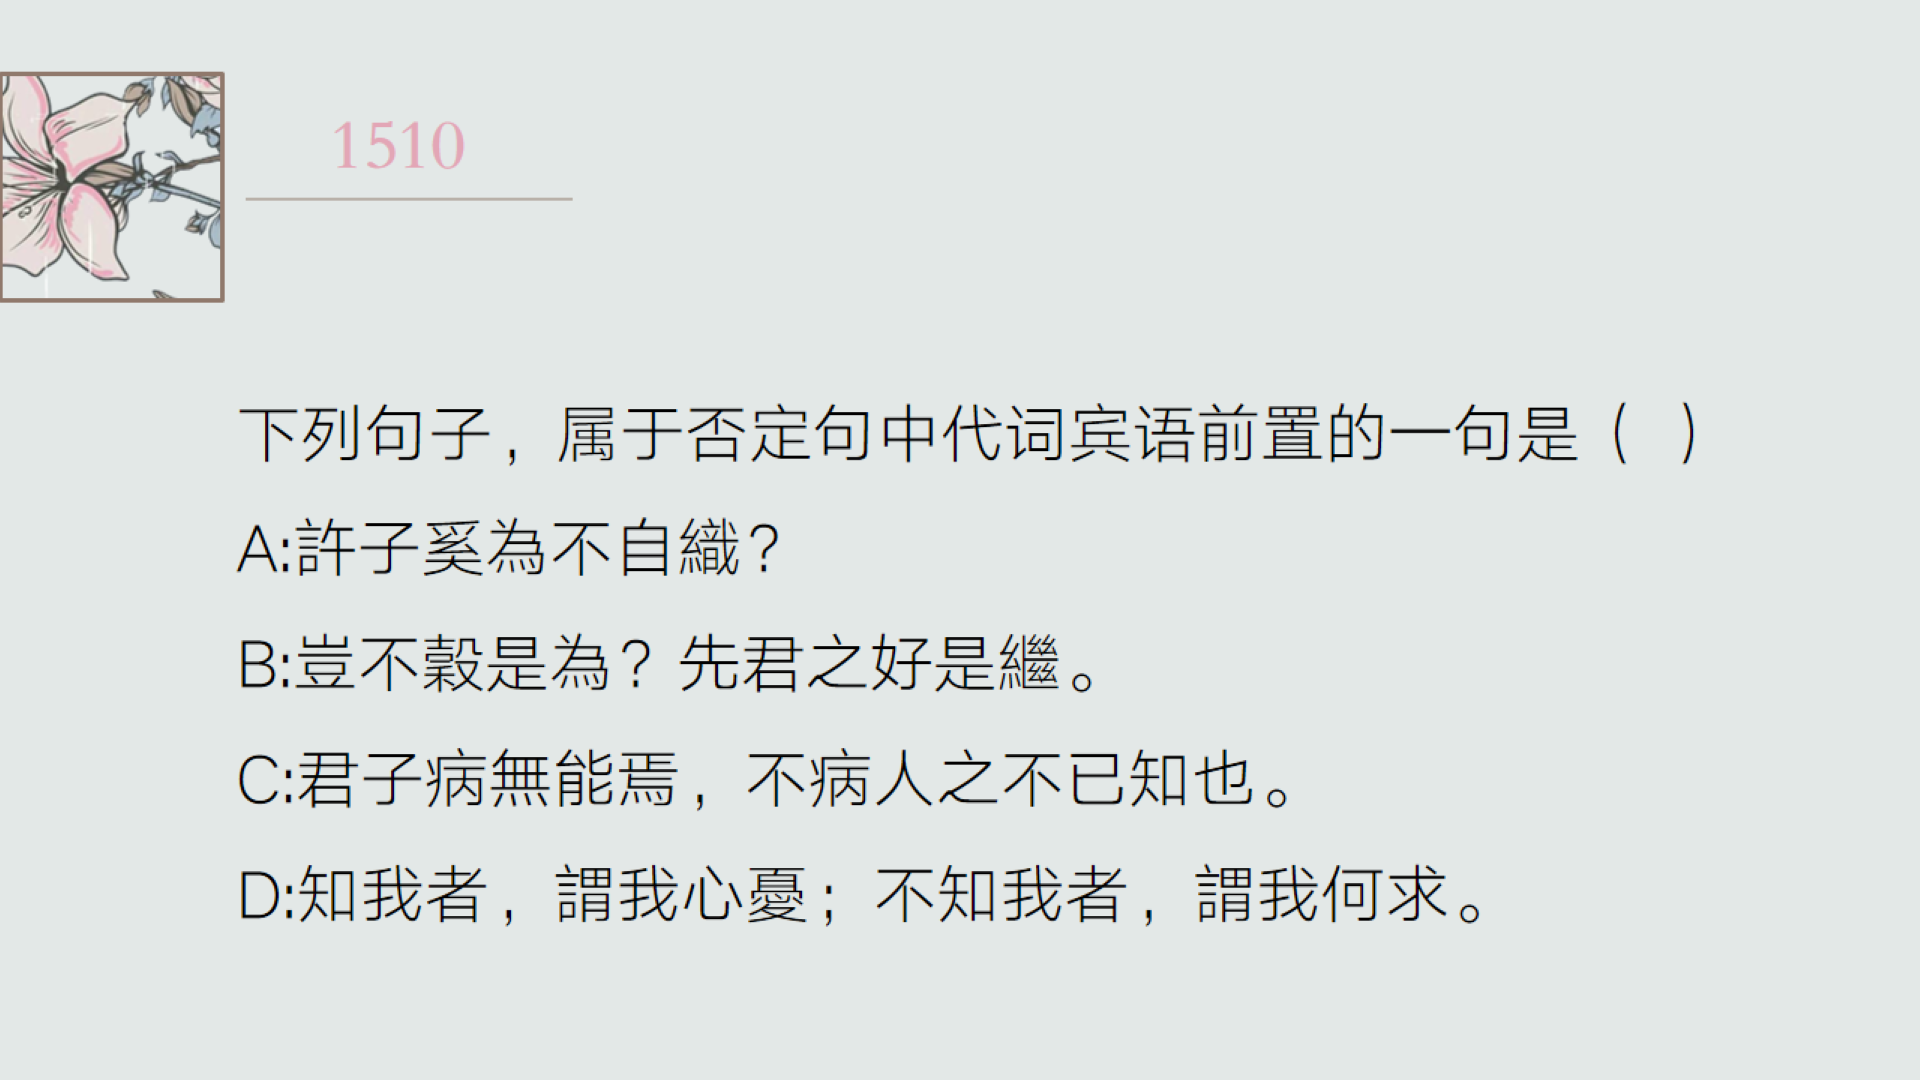 1510
下列句子，属于否定句中代词宾语前置的一句是（ ）
A:許子奚為不自織？
B:豈不穀是為？先君之好是繼。
C:君子病無能焉，不病人之不已知也。
D:知我者，謂我心憂；不知我者，謂我何求。